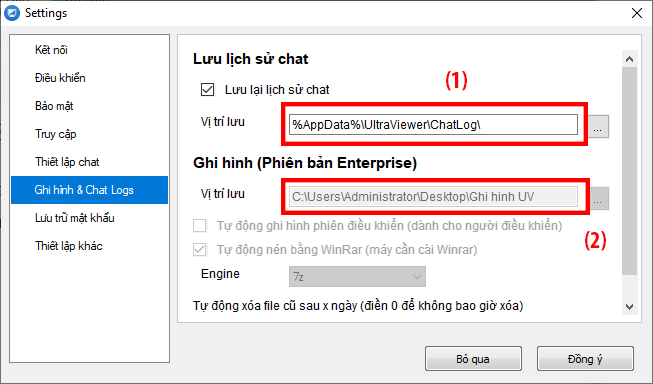 Settings
Kết nối
Điều khiển
Bảo mật
Truy cập
Thiết lập chat
Ghi hình & Chat Logs
Lưu trữ mật khẩu
Thiết lập khác
Lưu lịch sử chat
(1)
Lưu lại lịch sử chat
Vị trí lưu
%AppData%\UltraViewer\ChatLog\
...
Ghi hình (Phiên bản Enterprise)
Vị trí lưu
C:\Users\Administrator\Desktop\Ghi hinh UV
...
Tự động ghi hình phiên điều khiển (dành cho người điều khiển)
(2)
Tự động nén bằng WinRar (máy cần cài Winrar)
Engine
7z
Tự động xóa file cũ sau x ngày (điền 0 để không bao giờ xóa)
Bỏ qua
Đồng ý